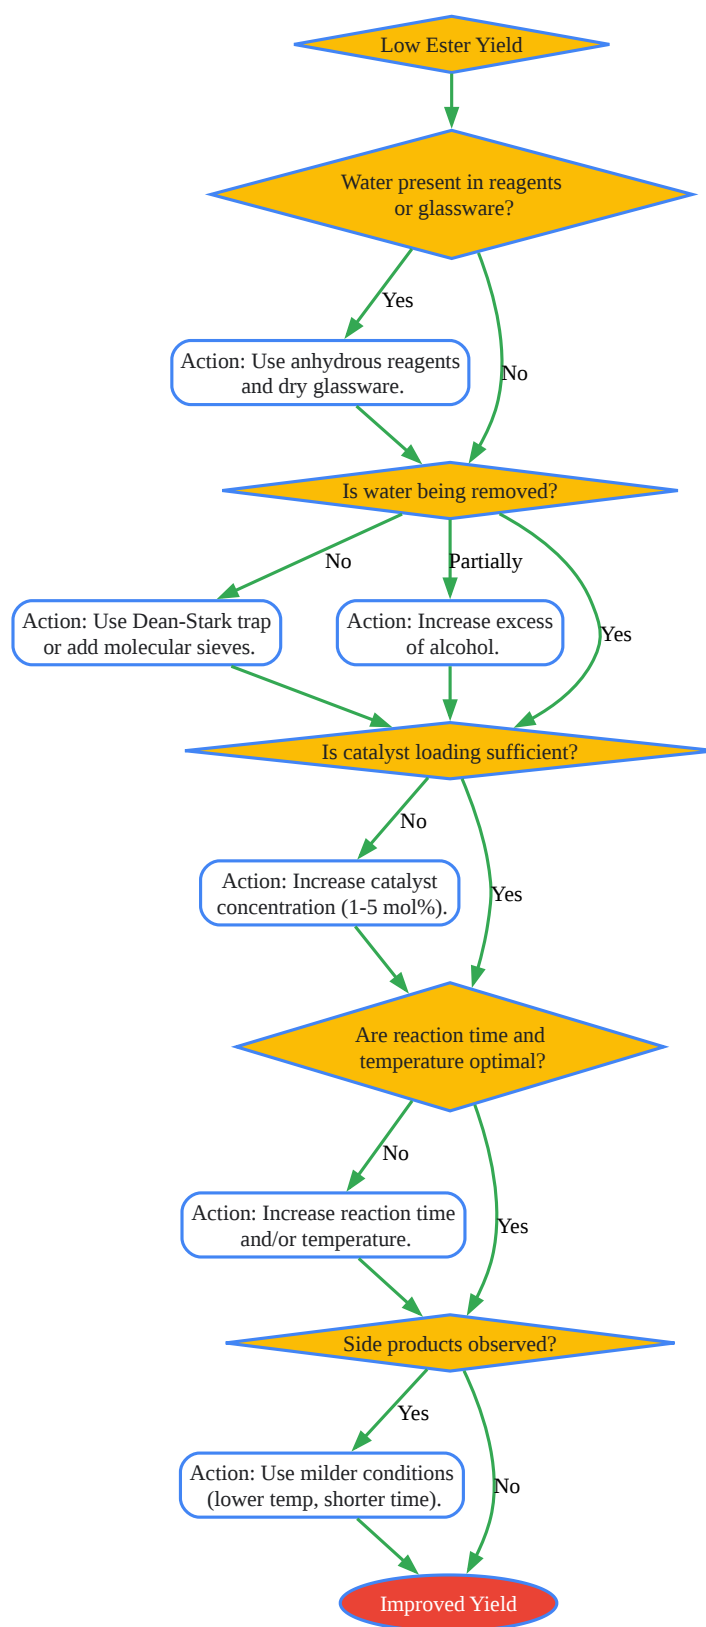 Low Ester Yield
Water present in reagents
or glassware?
Yes
Action: Use anhydrous reagents
and dry glassware.
No
Is water being removed?
No
Partially
Action: Use Dean-Stark trap
or add molecular sieves.
Action: Increase excess
of alcohol.
Yes
Is catalyst loading sufficient?
No
Action: Increase catalyst
concentration (1-5 mol%).
Yes
Are reaction time and
temperature optimal?
No
Action: Increase reaction time
and/or temperature.
Yes
Side products observed?
Yes
Action: Use milder conditions
(lower temp, shorter time).
No
Improved Yield